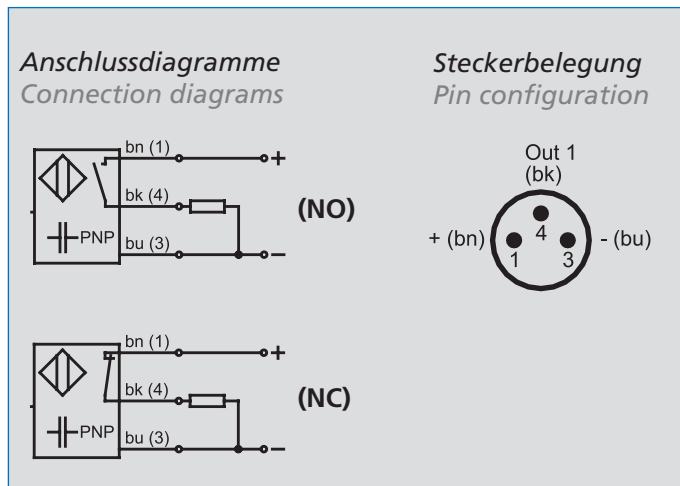 Anschlussdiagramme
Connection diagrams
bn (1)
+
bk (4)
(NO)
PNP
bu (3)
−
bn (1)
+
bk (4)
(NC)
PNP
bu (3)
−
Steckerbelegung
Pin configuration
Out 1
(bk)
+ (bn)
4
- (bu)
1
3